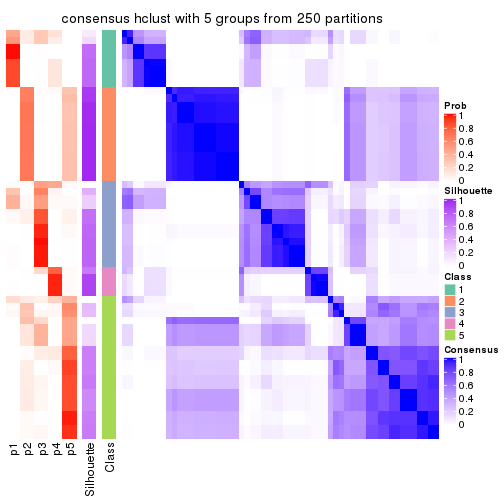 consensus hclust with 5 groups from 250 partitions
Prob
1
0.8
0.6
0.4
0.2
0
Silhouette
1
0.8
0.6
0.4
0.2
0
Class
1
2
3
4
5
Consensus
1
0.8
0.6
0.4
0.2
0
p1
p2
p3
p4
p5
Silhouette
Class